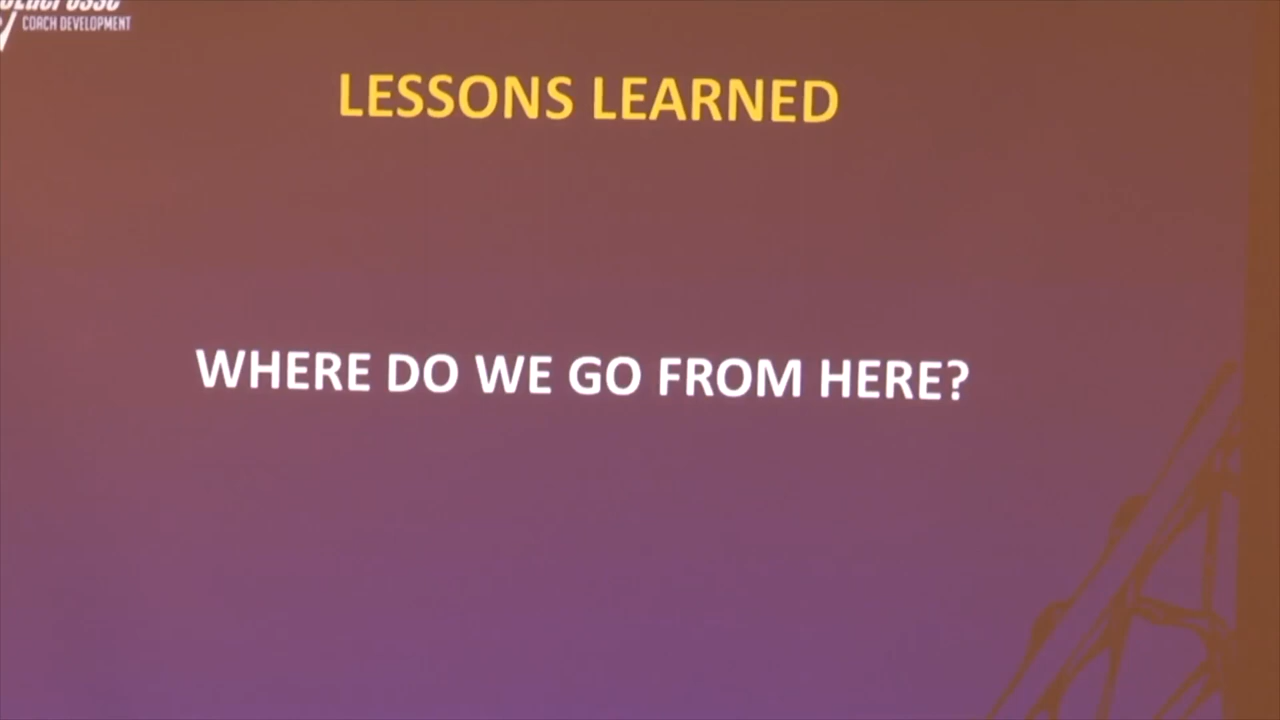 COACH DEVELOPMENT
LESSONS LEARNED
WHERE DO WE GO FROM HERE?